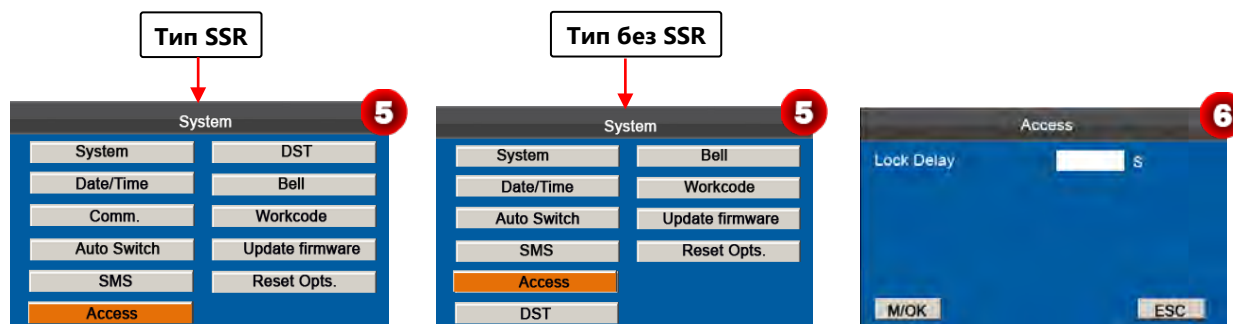 Тип SSR
Тип без SSR
5
System
System DST
Date/Time Bell
Comm. Workcode
Auto Switch Update firmware
SMS Reset Opts.
Access
5
System
System Bell
Date/Time Workcode
Auto Switch Update firmware
SMS Reset Opts.
Access
DST
6
Access
Lock Delay S
M/OK ESC